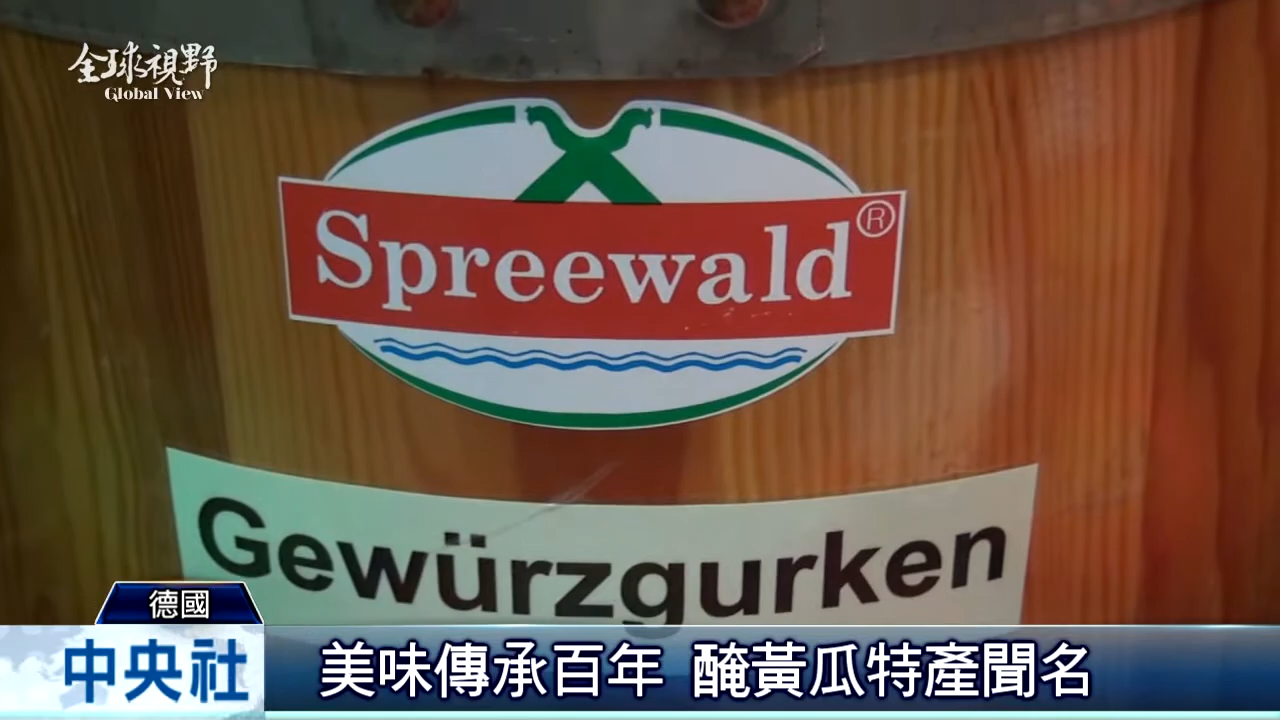 全球視野
Global View
Spreewald®
Gewürzgurken
德國
中央社
美味傳承百年 醃黃瓜特產聞名